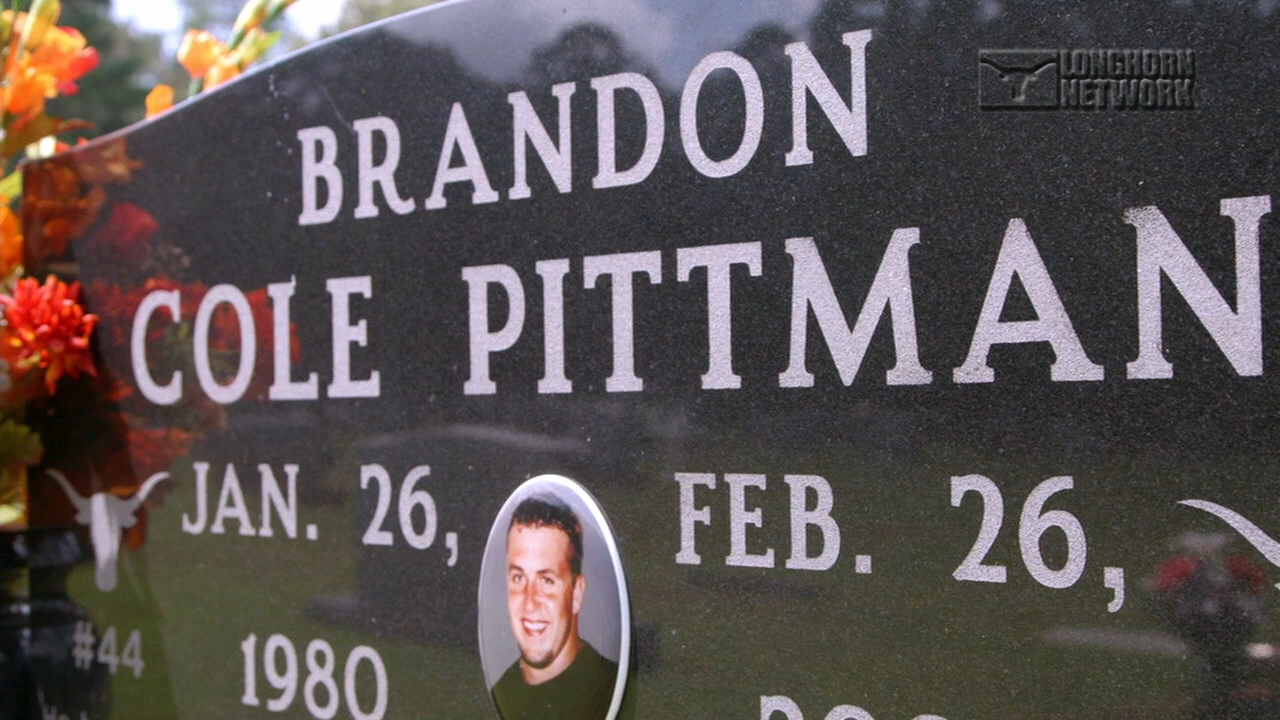 LONGHORN
NETWORK
BRANDON
COLE PITTMAN
JAN. 26, FEB. 26,
#44
1980